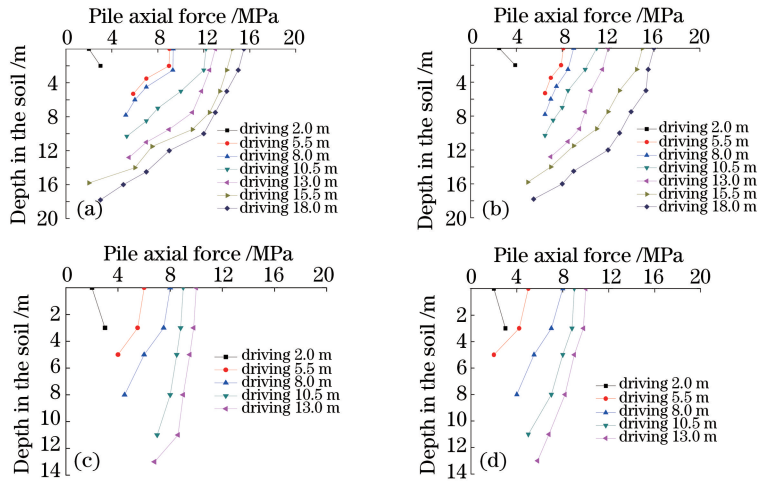 Pile axial force /MPa
0 4 8 12 16 20
Depth in the soil /m
4
8
12
16
20
driving 2.0 m
driving 5.5 m
driving 8.0 m
driving 10.5 m
driving 13.0 m
driving 15.5 m
driving 18.0 m
(a)
Pile axial force /MPa
0 2 4 6 8 10 12 14 16 18 20
Depth in the soil /m
4
8
12
16
20
driving 2.0 m
driving 5.5 m
driving 8.0 m
driving 10.5 m
driving 13.0 m
driving 15.5 m
driving 18.0 m
(b)
Pile axial force /MPa
0 4 8 12 16 20
Depth in the soil /m
2
4
6
8
10
12
14
driving 2.0 m
driving 5.5 m
driving 8.0 m
driving 10.5 m
driving 13.0 m
(c)
Pile axial force /MPa
0 4 8 12 16 20
Depth in the soil /m
2
4
6
8
10
12
14
driving 2.0 m
driving 5.5 m
driving 8.0 m
driving 10.5 m
driving 13.0 m
(d)